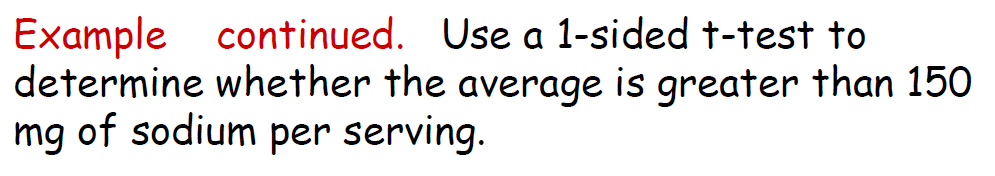 Example continued. Use a 1-sided t-test to
determine whether the average is greater than 150
mg of sodium per serving.